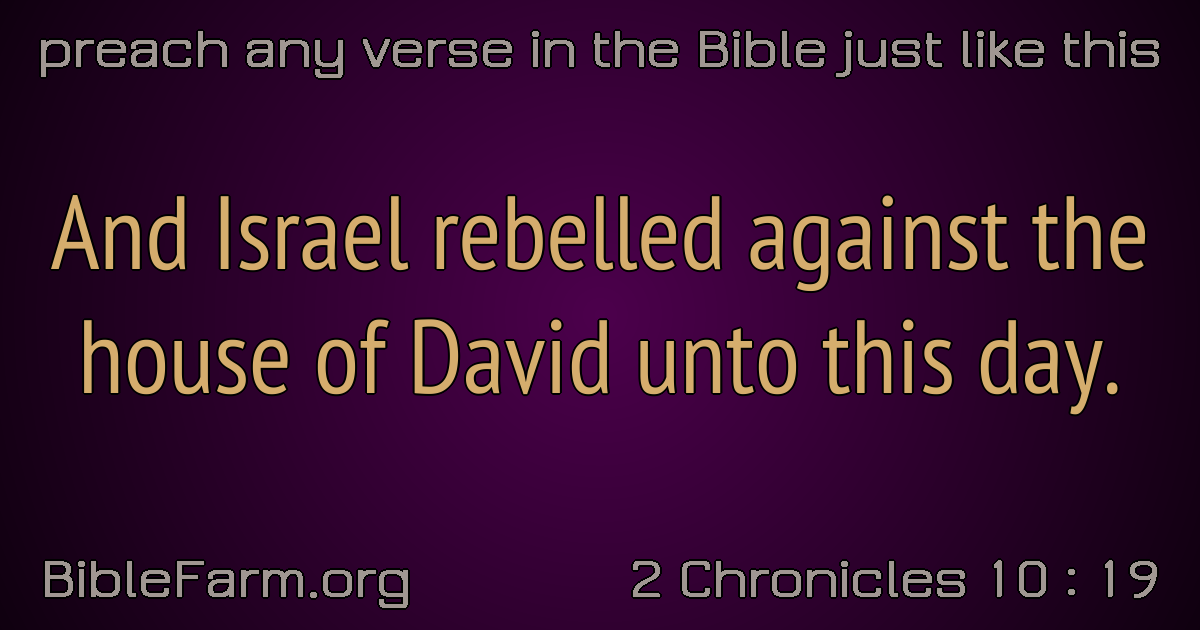 preach any verse in the Bible just like this
And Israel rebelled against the
house of David unto this day.
BibleFarm.org
2 Chronicles 10 : 19